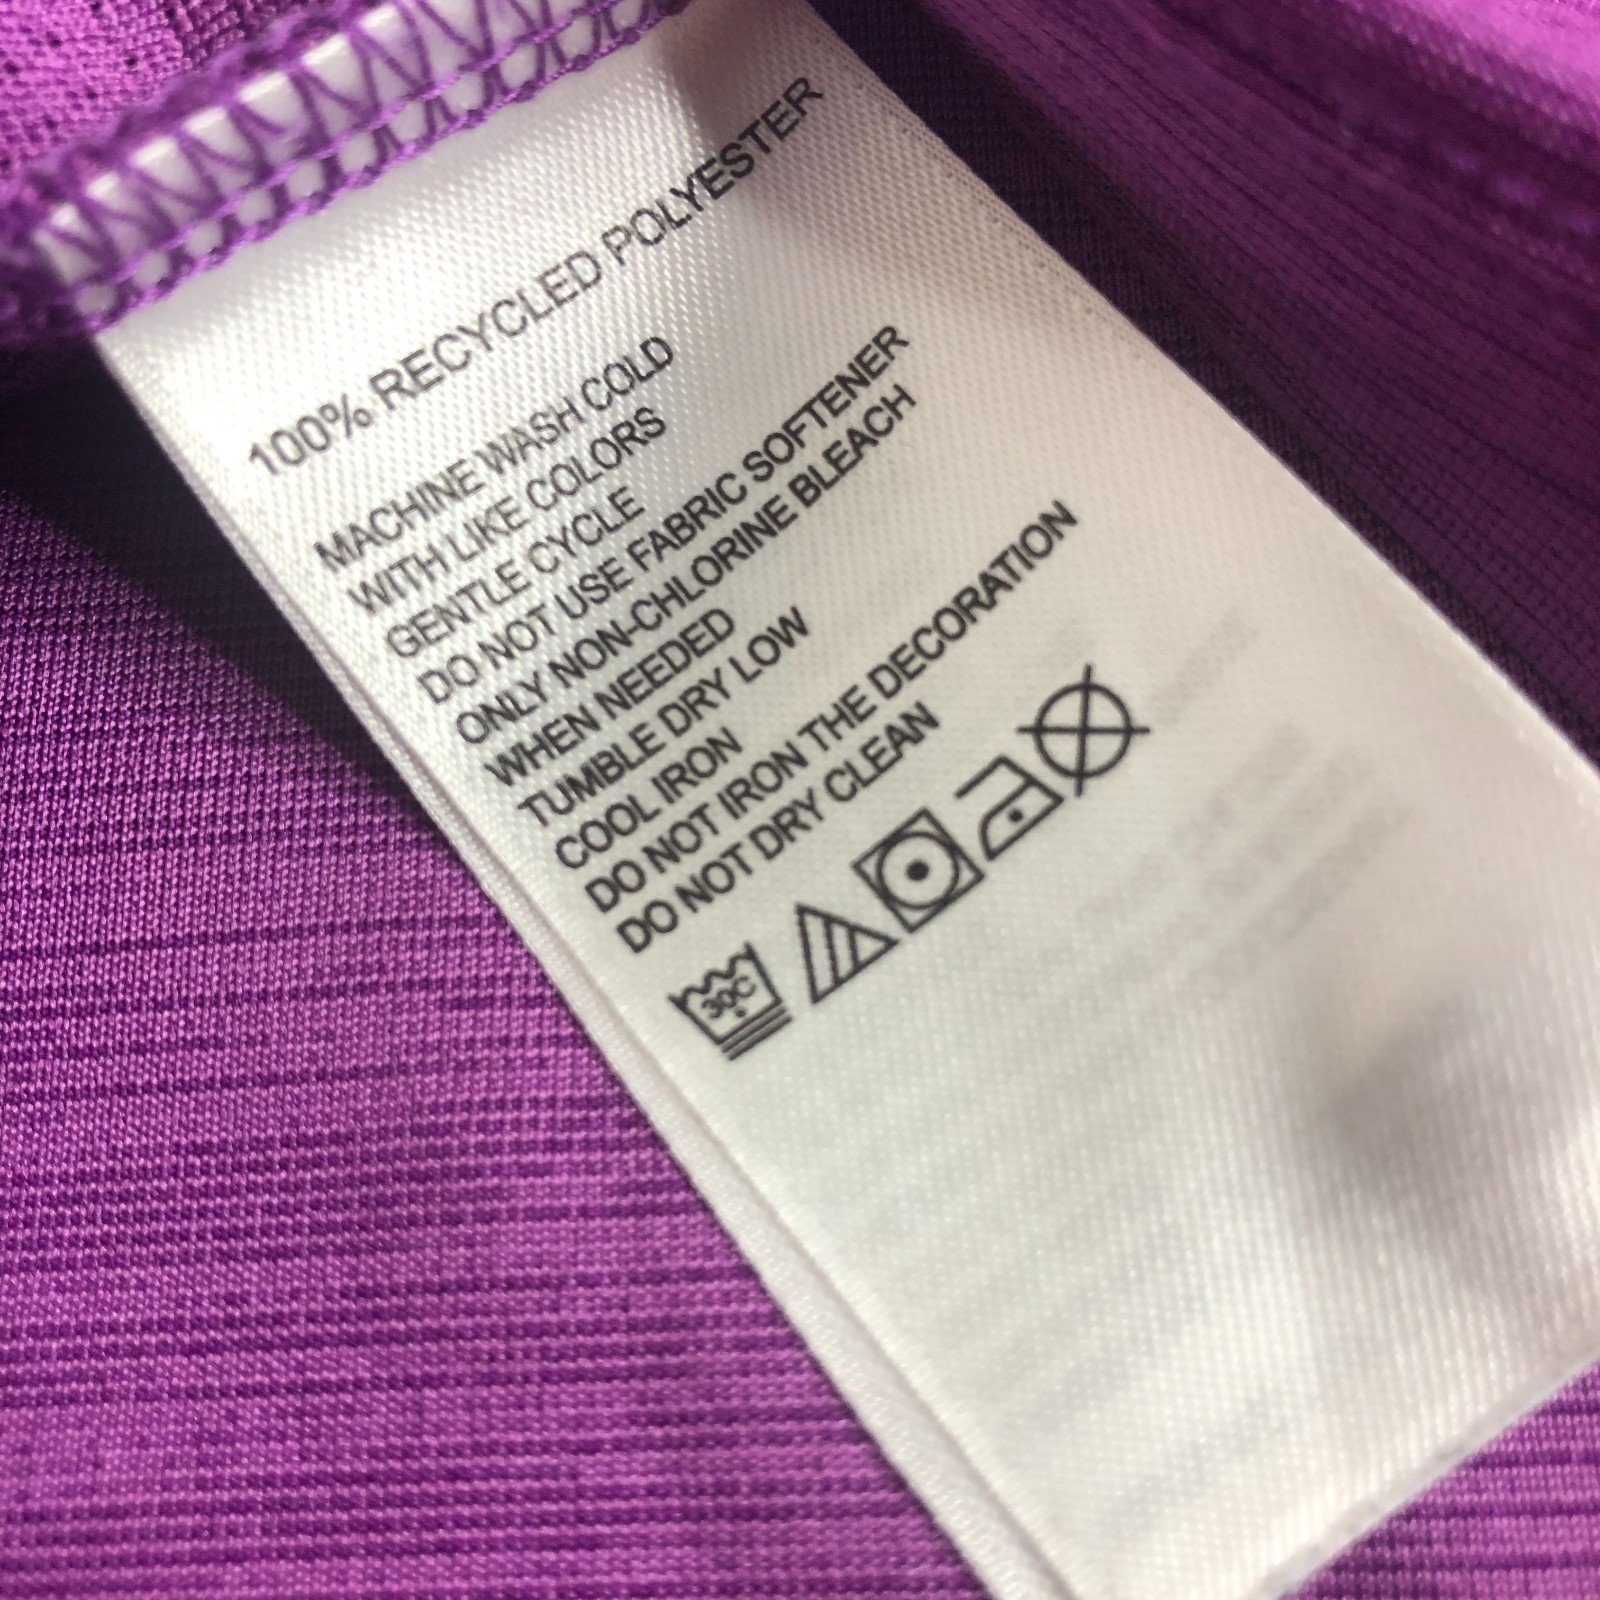 100% RECYCLED POLYESTER
MACHINE WASH COLD
WITH LIKE COLORS
GENTLE CYCLE
DO NOT USE FABRIC SOFTENER
ONLY NON-CHLORINE BLEACH
WHEN NEEDED
TUMBLE DRY LOW
COOL IRON
DO NOT IRON THE DECORATION
DO NOT DRY CLEAN
30C